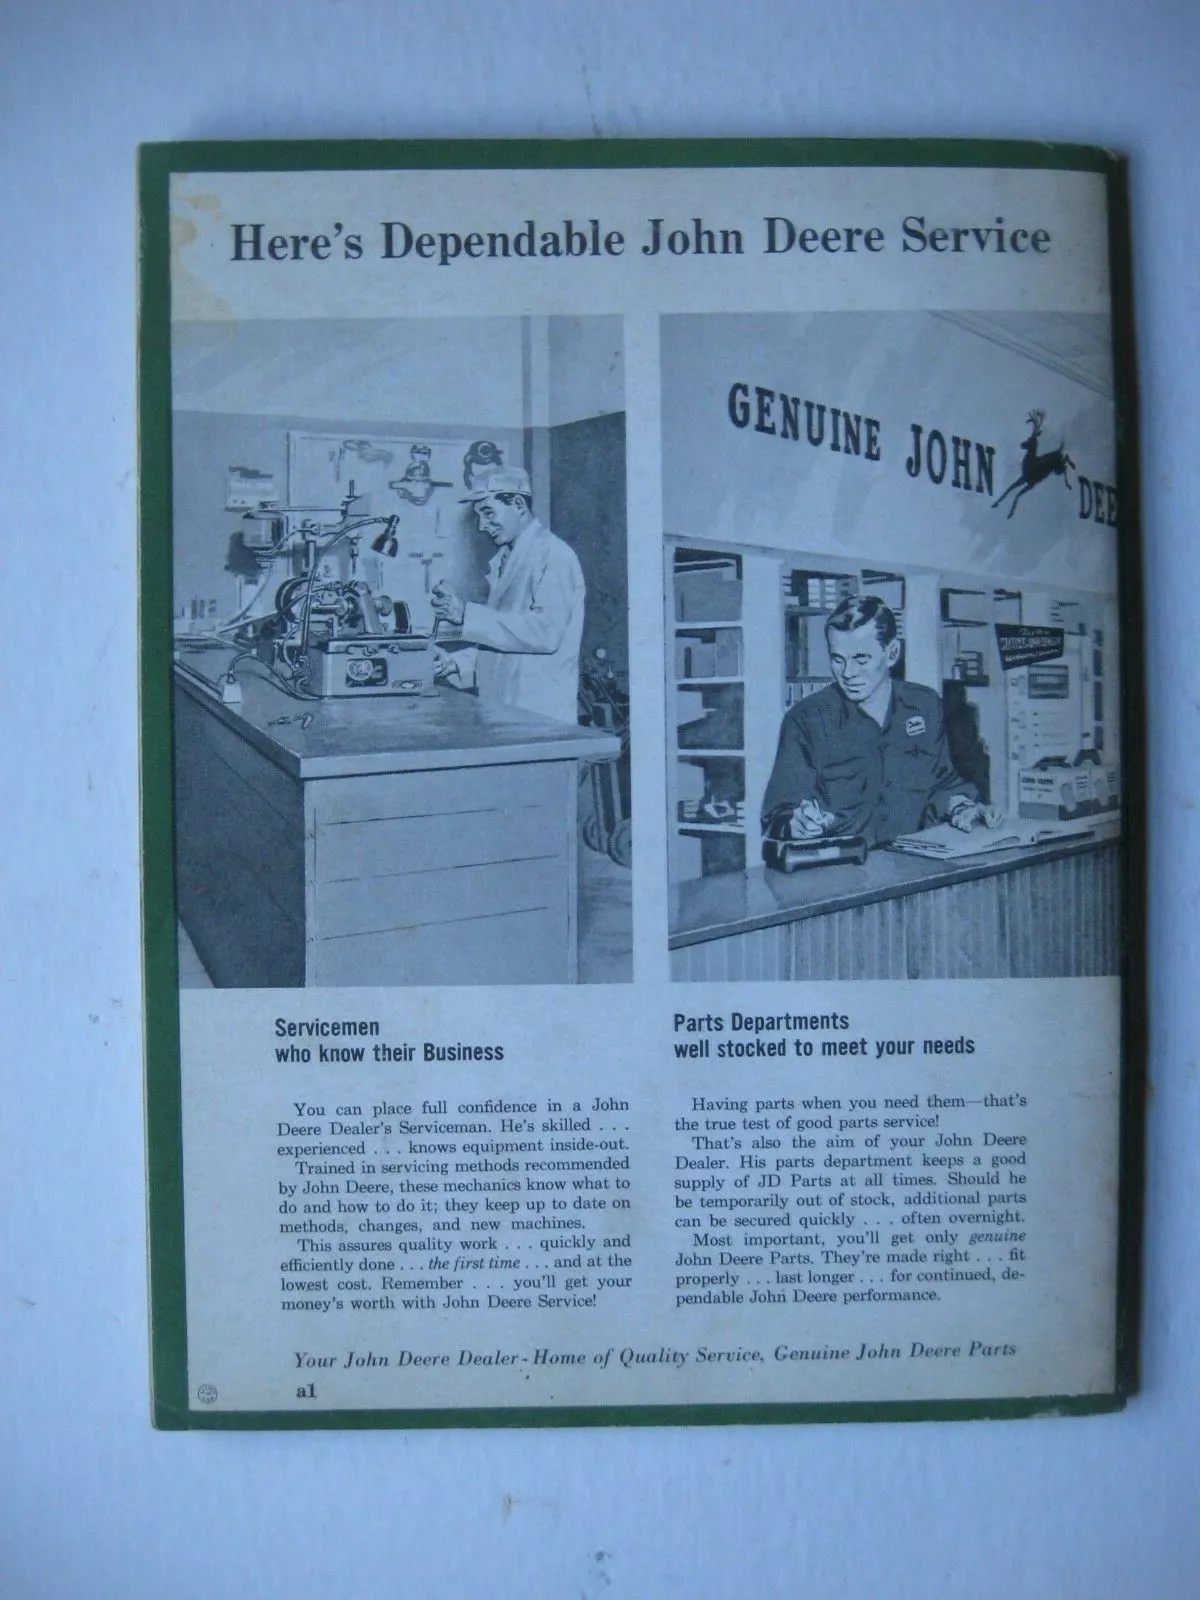 Here's Dependable John Deere Service
GENUINE JOHN DEE
Servicemen
who know their Business
You can place full confidence in a John
Deere Dealer's Serviceman. He's skilled . . .
experienced . . . knows equipment inside-out.
Trained in servicing methods recommended
by John Deere, these mechanics know what to
do and how to do it; they keep up to date on
methods, changes, and new machines.
This assures quality work . . . quickly and
efficiently done . . . the first time . . . and at the
lowest cost. Remember . . . you'll get your
money's worth with John Deere Service!
Parts Departments
well stocked to meet your needs
Having parts when you need them—that's
the true test of good parts service!
That's also the aim of your John Deere
Dealer. His parts department keeps a good
supply of JD Parts at all times. Should he
be temporarily out of stock, additional parts
can be secured quickly . . . often overnight.
Most important, you'll get only genuine
John Deere Parts. They're made right . . . fit
properly . . . last longer . . . for continued, de-
pendable John Deere performance.
Your John Deere Dealer - Home of Quality Service, Genuine John Deere Parts
a1